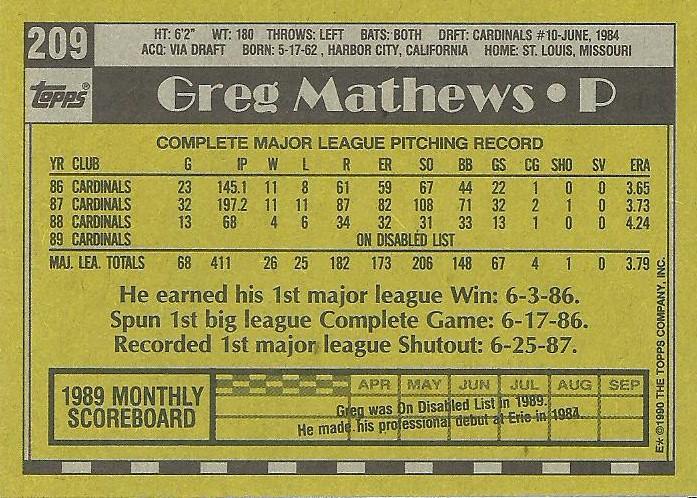 209
HT: 6'2" WT: 180 THROWS: LEFT BATS: BOTH DRFT: CARDINALS #10-JUNE, 1984
ACQ: VIA DRAFT BORN: 5-17-62 , HARBOR CITY, CALIFORNIA HOME: ST. LOUIS, MISSOURI
topps®
Greg Mathews • P
COMPLETE MAJOR LEAGUE PITCHING RECORD
YR CLUB G IP W L R ER SO BB GS CG SHO SV ERA
86 CARDINALS 23 145.1 11 8 61 59 67 44 22 1 0 0 3.65
87 CARDINALS 32 197.2 11 11 87 82 108 71 32 2 1 0 3.73
88 CARDINALS 13 68 4 6 34 32 31 33 13 1 0 0 4.24
89 CARDINALS ON DISABLED LIST
MAJ. LEA. TOTALS 68 411 26 25 182 173 206 148 67 4 1 0 3.79
He earned his 1st major league Win: 6-3-86.
Spun 1st big league Complete Game: 6-17-86.
Recorded 1st major league Shutout: 6-25-87.
1989 MONTHLY
SCOREBOARD
APR MAY JUN JUL AUG SEP
Greg was On Disabled List in 1989.
He made his professional debut at Erie in 1984.
E* ©1990 THE TOPPS COMPANY, INC.